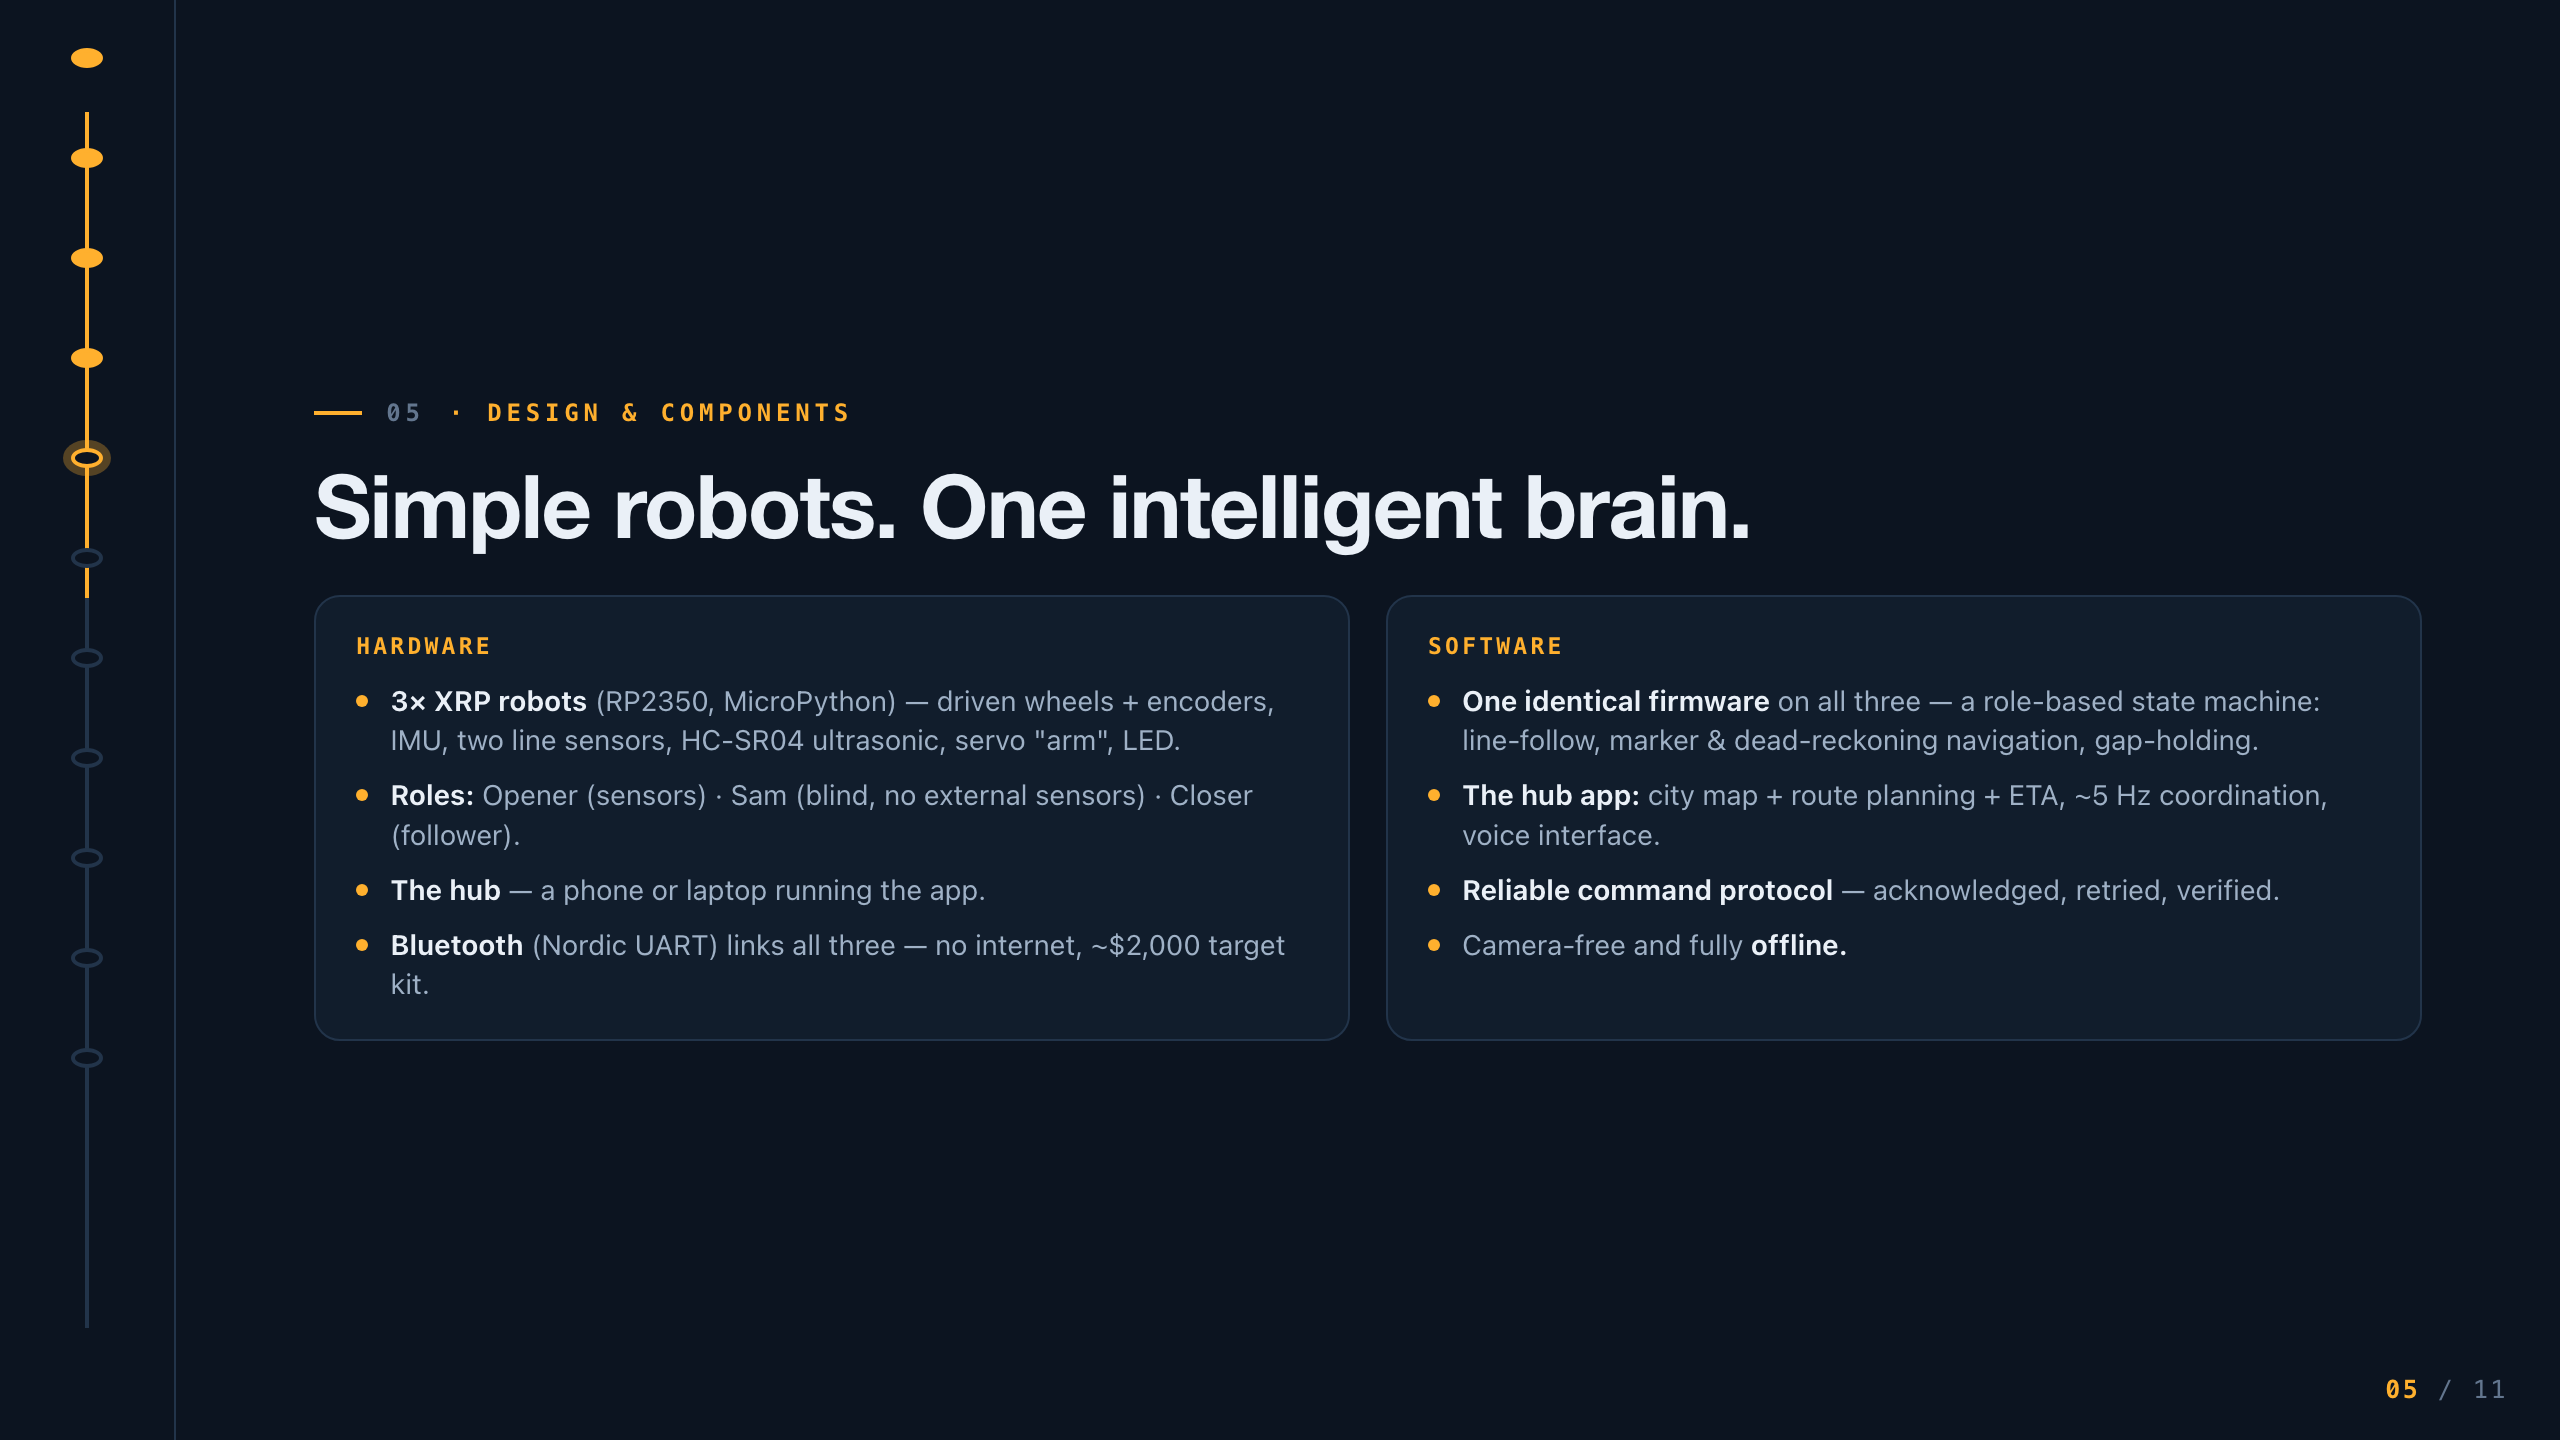 05 · DESIGN & COMPONENTS
Simple robots. One intelligent brain.
HARDWARE
3× XRP robots (RP2350, MicroPython) — driven wheels + encoders,
IMU, two line sensors, HC-SR04 ultrasonic, servo "arm", LED.
Roles: Opener (sensors) · Sam (blind, no external sensors) · Closer
(follower).
The hub — a phone or laptop running the app.
Bluetooth (Nordic UART) links all three — no internet, ~$2,000 target
kit.
SOFTWARE
One identical firmware on all three — a role-based state machine:
line-follow, marker & dead-reckoning navigation, gap-holding.
The hub app: city map + route planning + ETA, ~5 Hz coordination,
voice interface.
Reliable command protocol — acknowledged, retried, verified.
Camera-free and fully offline.
05 / 11